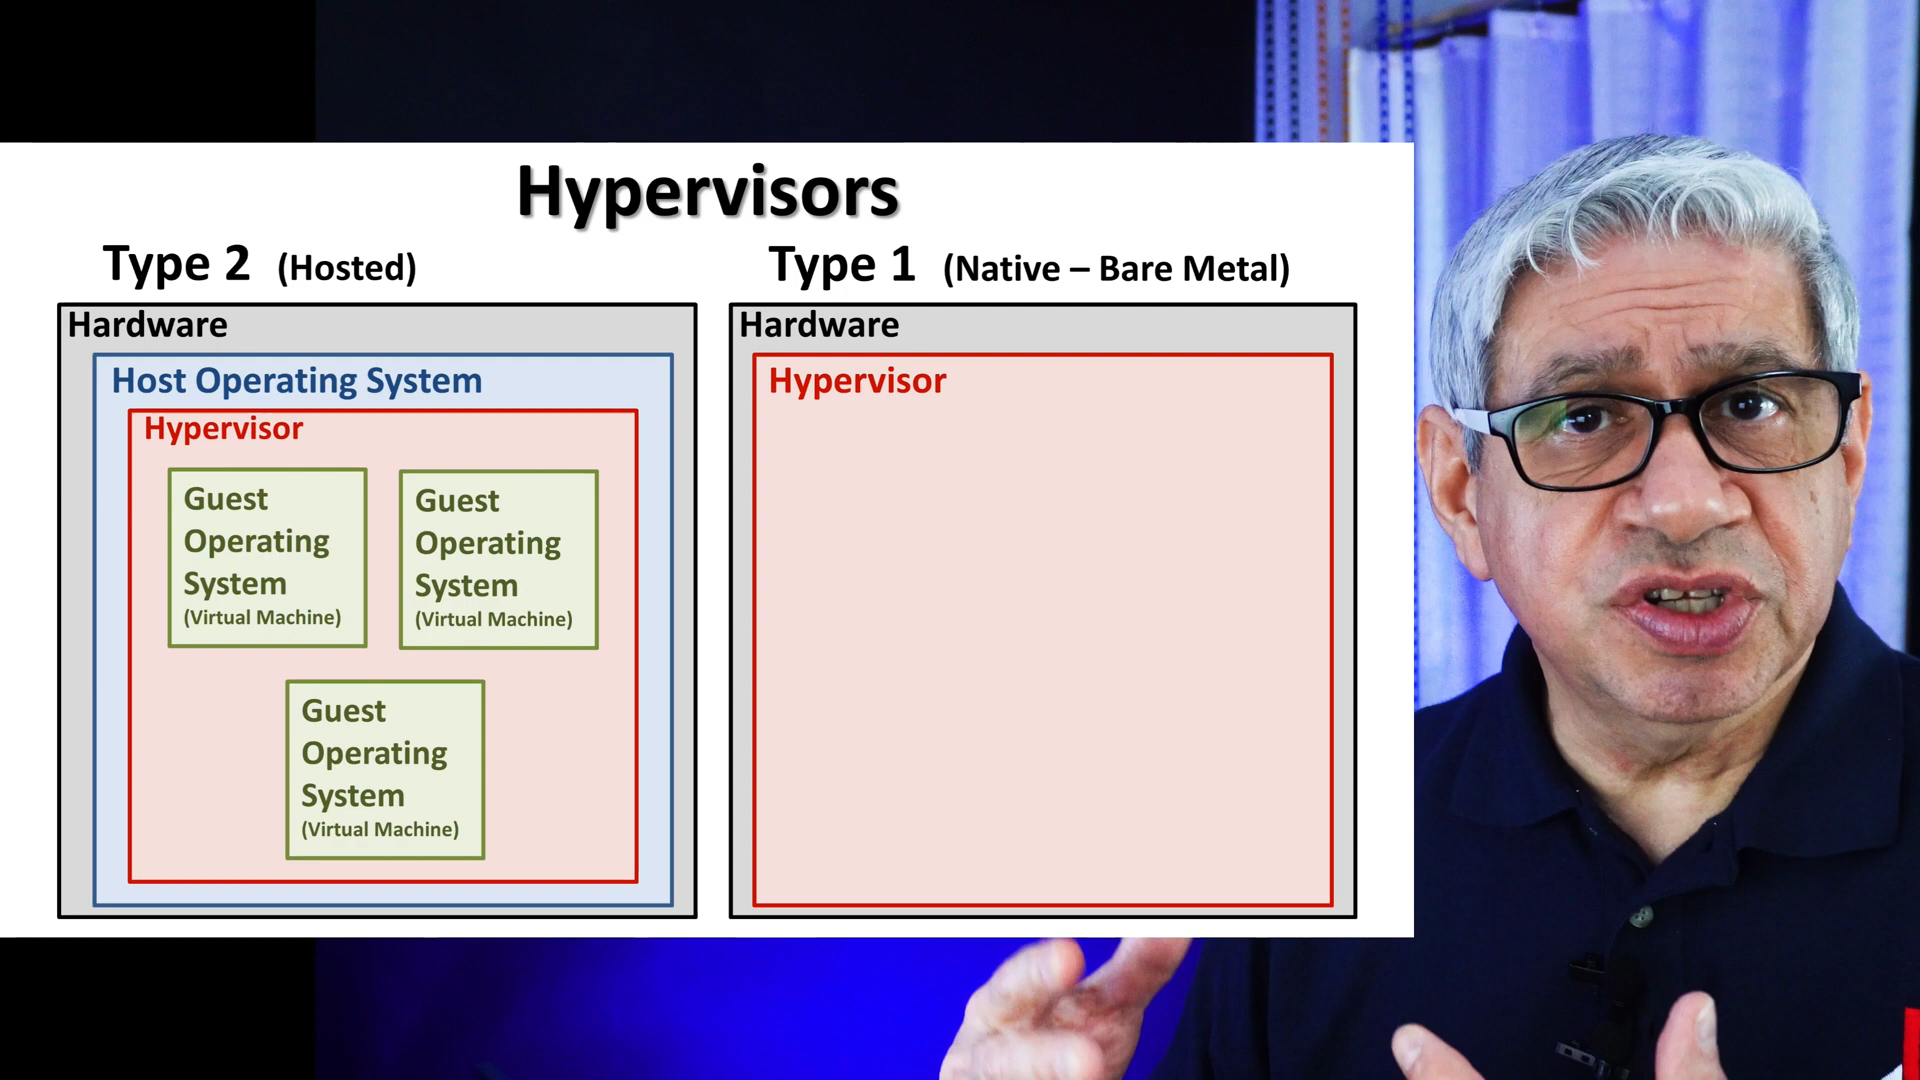 Hypervisors
Type 2 (Hosted)
Hardware
Host Operating System
Hypervisor
Guest
Operating
System
(Virtual Machine)
Guest
Operating
System
(Virtual Machine)
Guest
Operating
System
(Virtual Machine)
Type 1 (Native – Bare Metal)
Hardware
Hypervisor